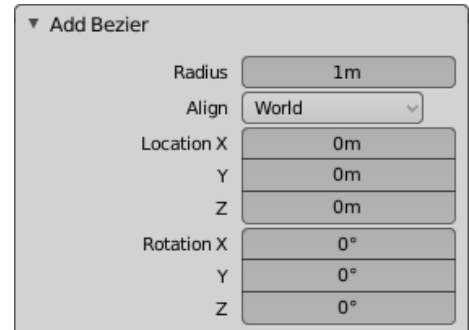 Add Bezier
Radius 1m
Align World
Location X 0m
Y 0m
Z 0m
Rotation X 0°
Y 0°
Z 0°